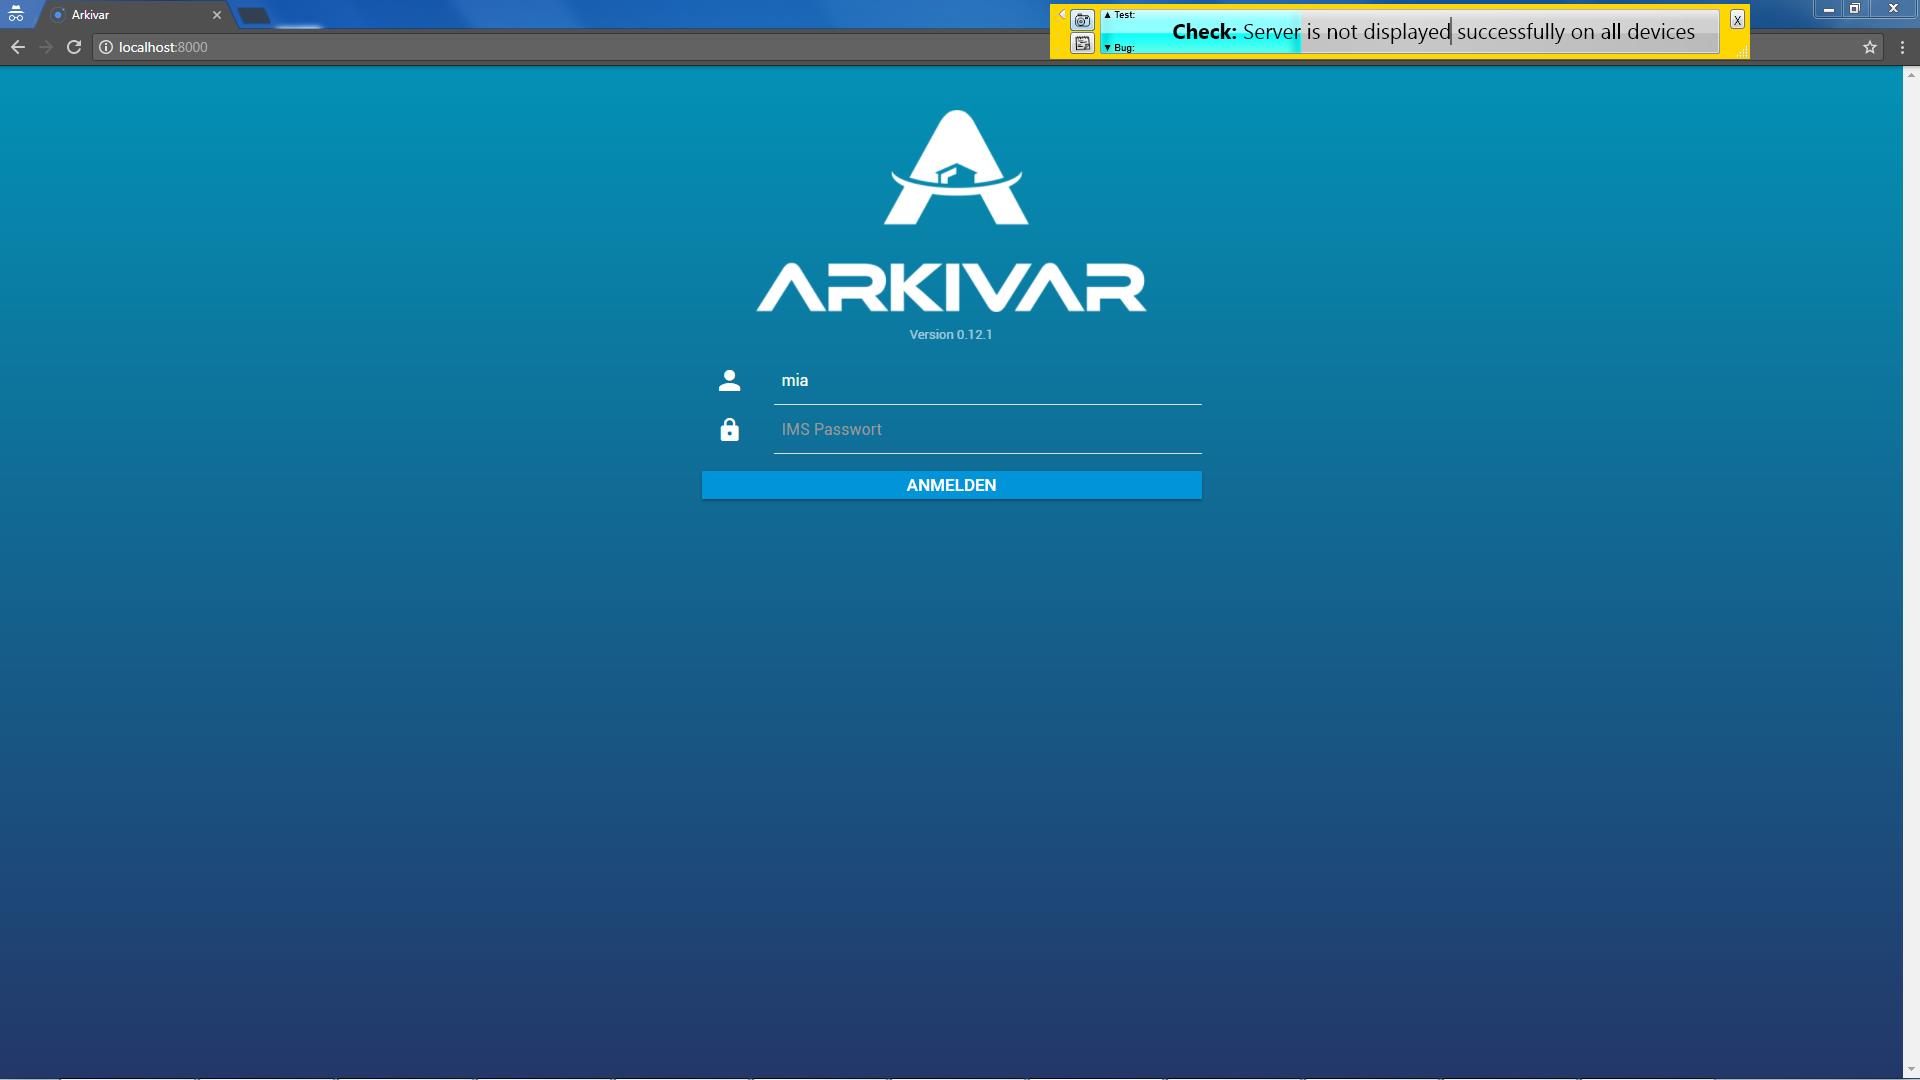 Arkivar
▲ Test:
Check: Server is not displayed successfully on all devices
▼ Bug:
X
localhost:8000
ARKIVAR
Version 0.12.1
mia
IMS Passwort
ANMELDEN